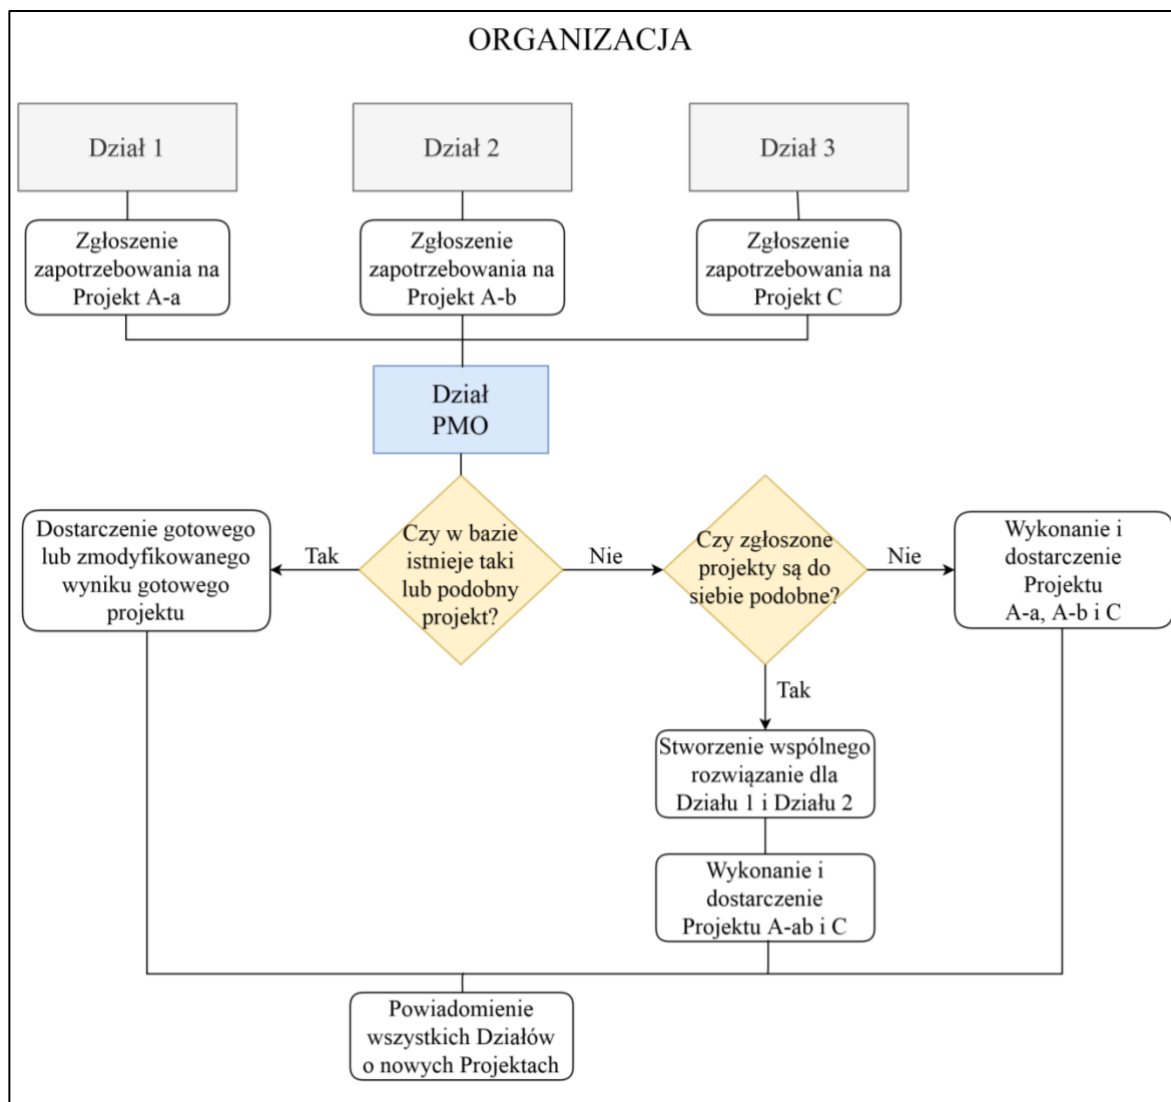 ORGANIZACJA
Dział 1
Dział 2
Dział 3
Zgłoszenie
zapotrzebowania na
Projekt A-a
Zgłoszenie
zapotrzebowania na
Projekt A-b
Zgłoszenie
zapotrzebowania na
Projekt C
Dział
PMO
Dostarczenie gotowego
lub zmodyfikowanego
wyniku gotowego
projektu
Tak
Czy w bazie
istnieje taki
lub podobny
projekt?
Nie
Czy zgłoszone
projekty są do
siebie podobne?
Nie
Wykonanie i
dostarczenie
Projektu
A-a, A-b i C
Tak
Stworzenie wspólnego
rozwiązanie dla
Działu 1 i Działu 2
Wykonanie i
dostarczenie
Projektu A-ab i C
Powiadomienie
wszystkich Działów
o nowych Projektach